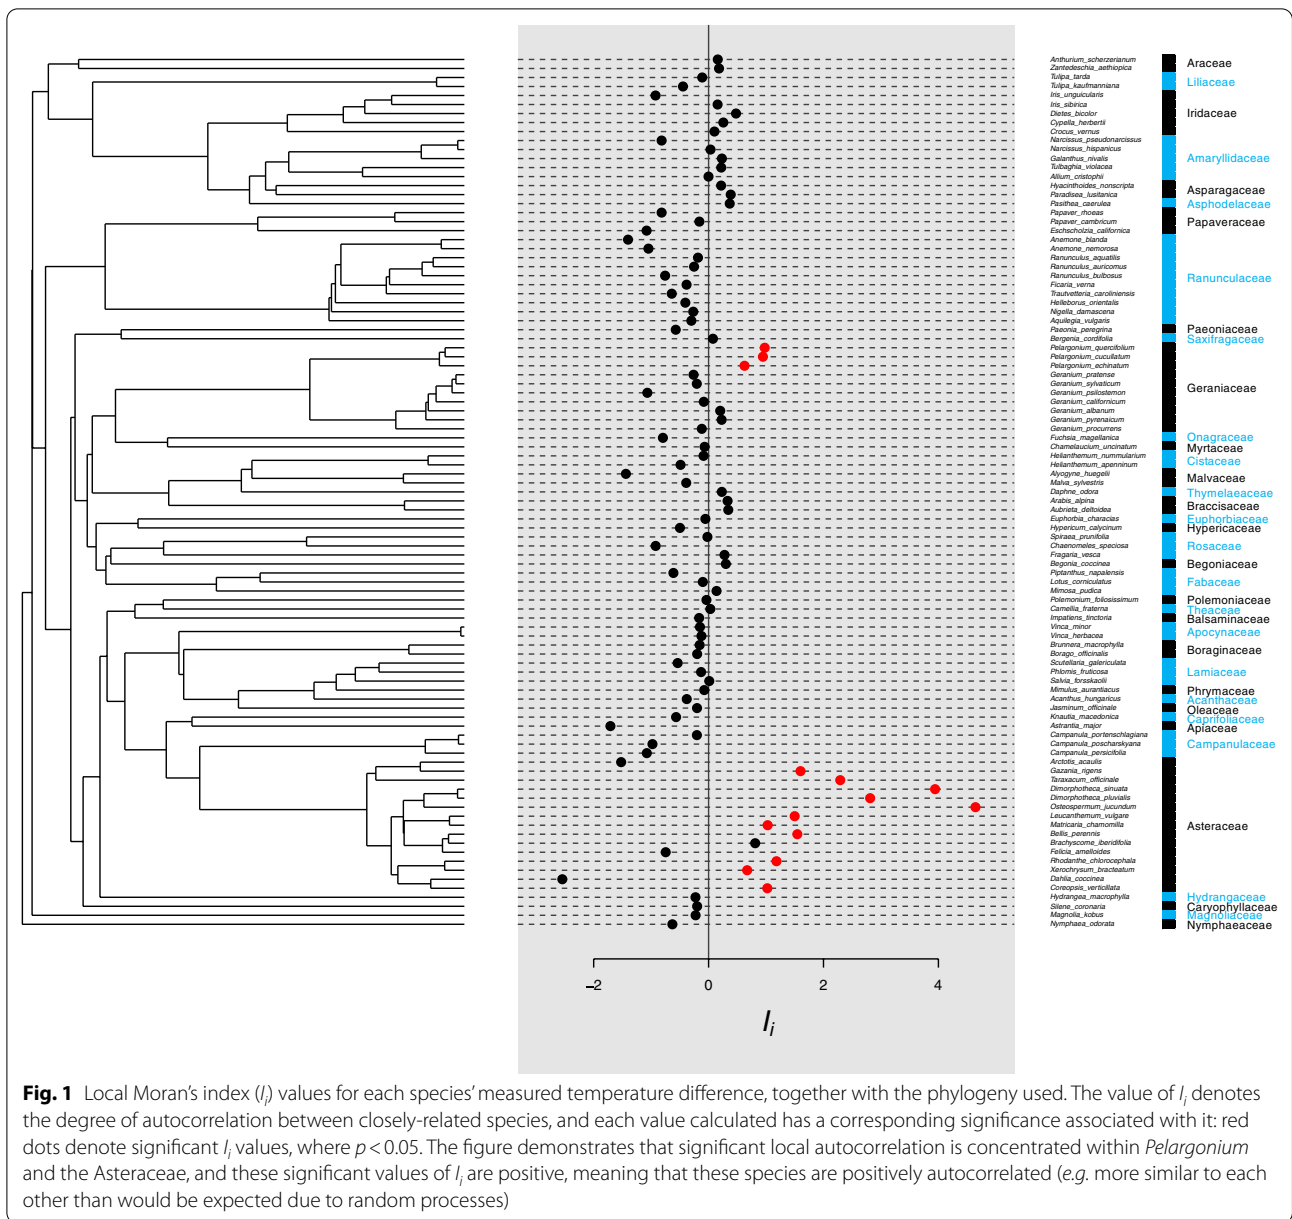 Anthurium_scherzerianum
Zantedeschia_aethiopica
Araceae
Tulipa_tarda
Tulipa_kaufmanniana
Liliaceae
Iris_unguicularis
Iris_sibirica
Dietes_bicolor
Iridaceae
Cypella_herbertii
Crocus_vernus
Narcissus_pseudonarcissus
Narcissus_hispanicus
Galanthus_nivalis
Amaryllidaceae
Tulbaghia_violacea
Allium_cristophii
Hyacinthoides_nonscripta
Paradisea_lusitanica
Asparagaceae
Pasithea_caerulea
Asphodelaceae
Papaver_rhoeas
Papaver_cambricum
Papaveraceae
Eschscholzia_californica
Anemone_blanda
Anemone_nemorosa
Ranunculus_aquatilis
Ranunculus_auricomus
Ranunculus_bulbosus
Ranunculaceae
Ficaria_verna
Trautvetteria_caroliniensis
Helleborus_orientalis
Nigella_damascena
Aquilegia_vulgaris
Paeonia_peregrina
Paeoniaceae
Bergenia_cordifolia
Saxifragaceae
Pelargonium_quercifolium
Pelargonium_cucullatum
Pelargonium_echinatum
Geranium_pratense
Geranium_sylvaticum
Geraniaceae
Geranium_psilostemon
Geranium_californicum
Geranium_albanum
Geranium_pyrenaicum
Geranium_procurrens
Fuchsia_magellanica
Onagraceae
Chamelaucium_uncinatum
Myrtaceae
Helianthemum_nummularium
Helianthemum_apenninum
Cistaceae
Alyogyne_huegelii
Malva_sylvestris
Malvaceae
Daphne_odora
Thymelaeaceae
Arabis_alpina
Aubrieta_deltoidea
Braccisaceae
Euphorbia_characias
Euphorbiaceae
Hypericum_calycinum
Hypericaceae
Spiraea_prunifolia
Chaenomeles_speciosa
Rosaceae
Fragaria_vesca
Begonia_coccinea
Begoniaceae
Piptanthus_napalensis
Lotus_corniculatus
Fabaceae
Mimosa_pudica
Polemonium_foliosissimum
Polemoniaceae
Camellia_fraterna
Theaceae
Impatiens_tinctoria
Balsaminaceae
Vinca_minor
Vinca_herbacea
Apocynaceae
Brunnera_macrophylla
Borago_officinalis
Boraginaceae
Scutellaria_galericulata
Phlomis_fruticosa
Lamiaceae
Salvia_forsskaolii
Mimulus_aurantiacus
Phrymaceae
Acanthus_hungaricus
Acanthaceae
Jasminum_officinale
Oleaceae
Knautia_macedonica
Caprifoliaceae
Astrantia_major
Apiaceae
Campanula_portenschlagiana
Campanula_poscharskyana
Campanulaceae
Campanula_persicifolia
Arctotis_acaulis
Gazania_rigens
Taraxacum_officinale
Dimorphotheca_sinuata
Dimorphotheca_pluvialis
Osteospermum_jucundum
Leucanthemum_vulgare
Matricaria_chamomilla
Asteraceae
Bellis_perennis
Brachyscome_iberidifolia
Felicia_amelloides
Rhodanthe_chlorocephala
Xerochrysum_bracteatum
Dahlia_coccinea
Coreopsis_verticillata
Hydrangea_macrophylla
Hydrangaceae
Silene_coronaria
Caryophyllaceae
Magnolia_kobus
Magnoliaceae
Nymphaea_odorata
Nymphaeaceae
−2 0 2 4
Ii
Fig. 1 Local Moran's index (Ii) values for each species' measured temperature difference, together with the phylogeny used. The value of Ii denotes
the degree of autocorrelation between closely-related species, and each value calculated has a corresponding significance associated with it: red
dots denote significant Ii values, where p < 0.05. The figure demonstrates that significant local autocorrelation is concentrated within Pelargonium
and the Asteraceae, and these significant values of Ii are positive, meaning that these species are positively autocorrelated (e.g. more similar to each
other than would be expected due to random processes)